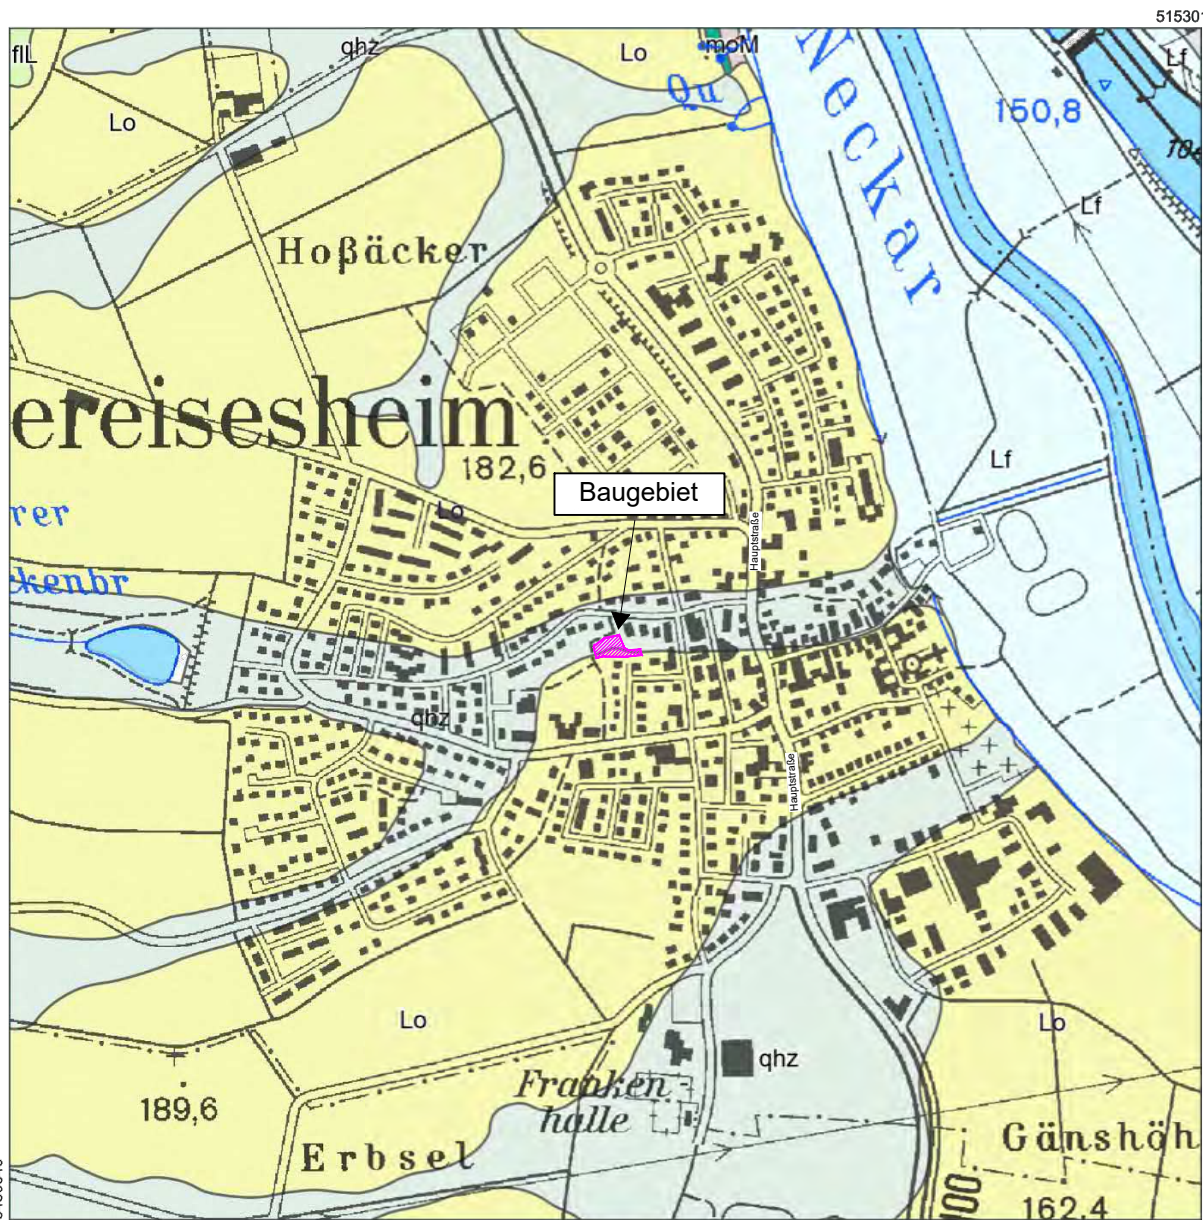 51530
flL
qhz
Lo
moM
Lf
Lo
Qu
Neckar
150,8
Lf
Hoßäcker
ereisesheim
182,6
Lf
Baugebiet
Lo
rer
Hauptstraße
ckenbr
qhz
Hauptstraße
Lo
Lo
qhz
Franken
halle
189,6
Erbsel
Gänshöh
162,4